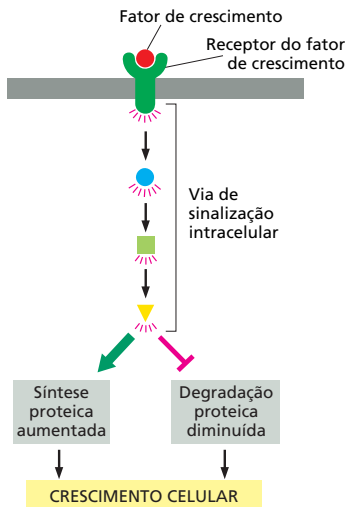 Fator de crescimento
Receptor do fator
de crescimento
Via de
sinalização
intracelular
Síntese
proteica
aumentada
Degradação
proteica
diminuída
CRESCIMENTO CELULAR